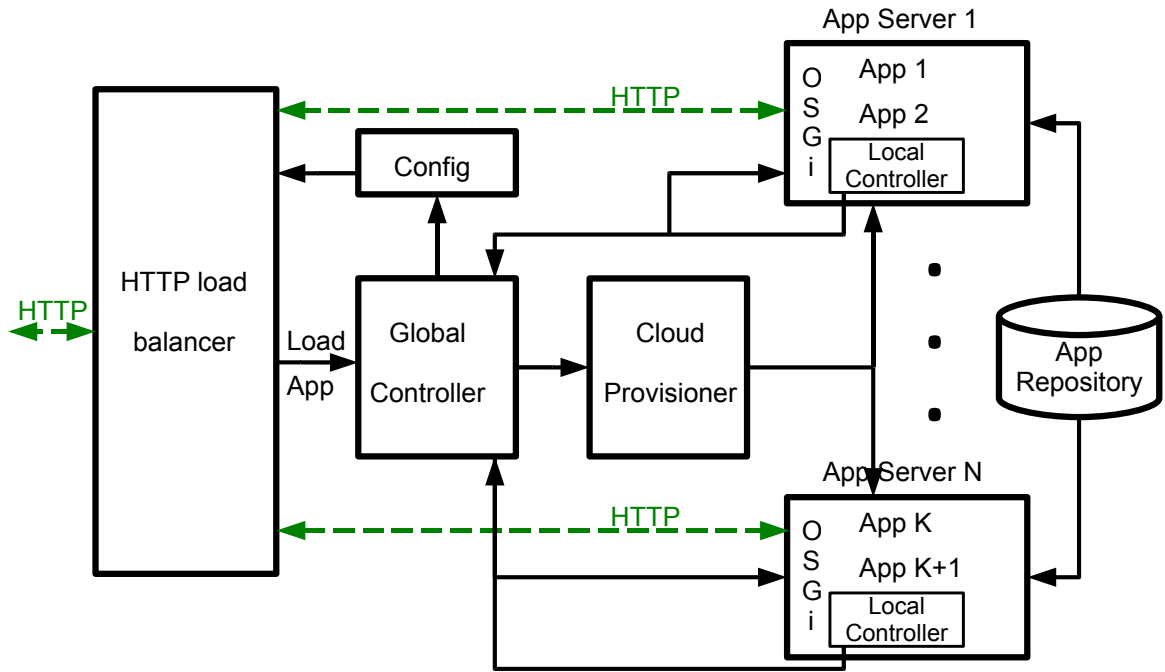 App Server 1
O
S
G
i
App 1
App 2
Local
Controller
HTTP
Config
HTTP
HTTP load
balancer
Load
App
Global
Controller
Cloud
Provisioner
App
Repository
App Server N
HTTP
O
S
G
i
App K
App K+1
Local
Controller